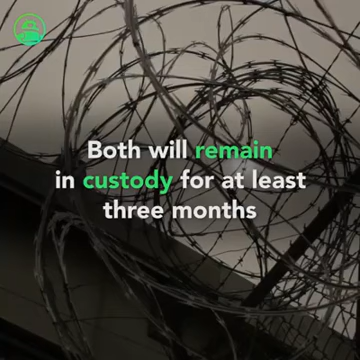 Both will remain
in custody for at least
three months